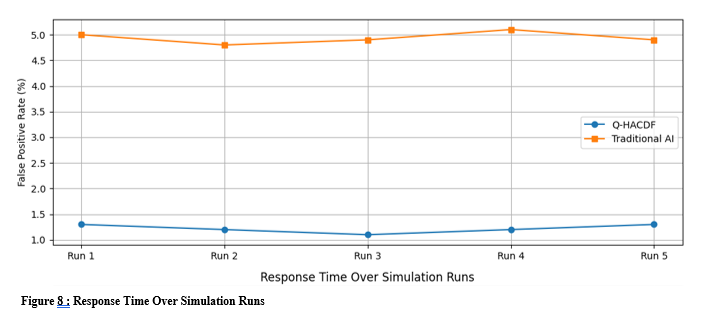 5.0
4.5
4.0
3.5
3.0
2.5
2.0
1.5
1.0
False Positive Rate (%)
Q-HACDF
Traditional AI
Run 1 Run 2 Run 3 Run 4 Run 5
Response Time Over Simulation Runs
Figure 8 : Response Time Over Simulation Runs